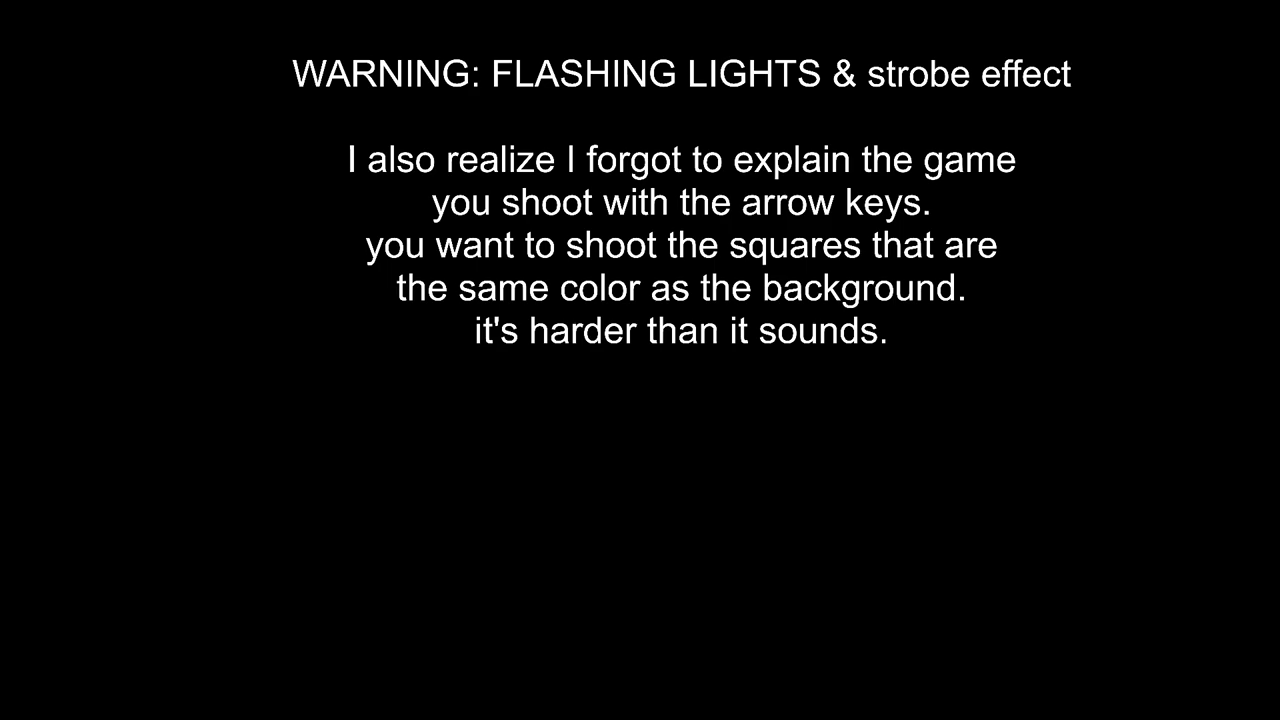 WARNING: FLASHING LIGHTS & strobe effect
I also realize I forgot to explain the game
you shoot with the arrow keys.
you want to shoot the squares that are
the same color as the background.
it's harder than it sounds.